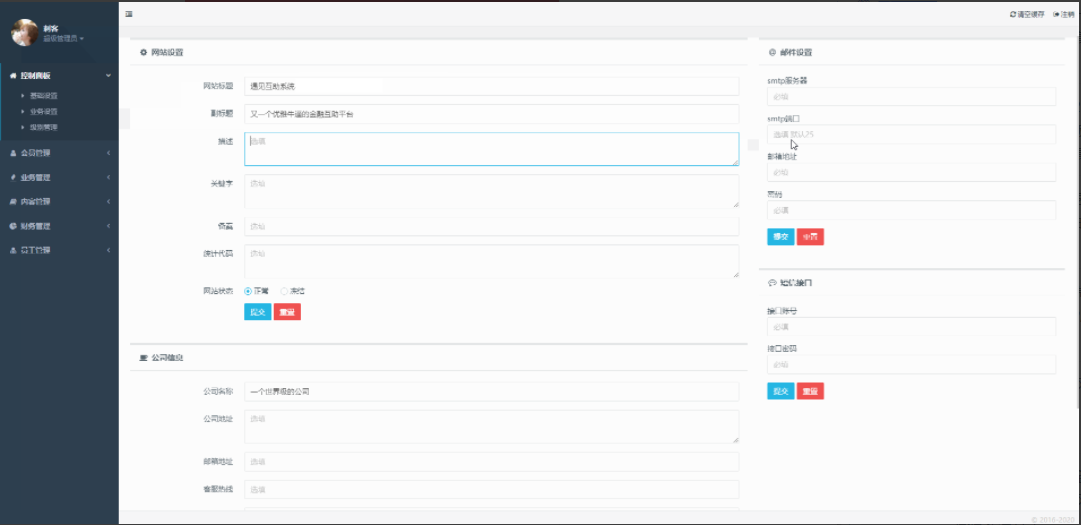 清空缓存 注销
刺客
超级管理员
控制面板
基础设置
业务设置
级别管理
会员管理
业务管理
内容管理
财务管理
员工管理
网站设置
网站标题 遇见互助系统
副标题 又一个优雅牛逼的金融互助平台
描述 选填
关键字 选填
备案 选填
统计代码 选填
网站状态 正常 冻结
提交 重置
公司信息
公司名称 一个世界级的公司
公司地址 选填
邮箱地址 选填
客服热线 选填
邮件设置
smtp服务器
必填
smtp端口
选填 默认25
邮箱地址
必填
密码
必填
提交 重置
短信接口
接口账号
必填
接口密码
必填
提交 重置
© 2016-2020